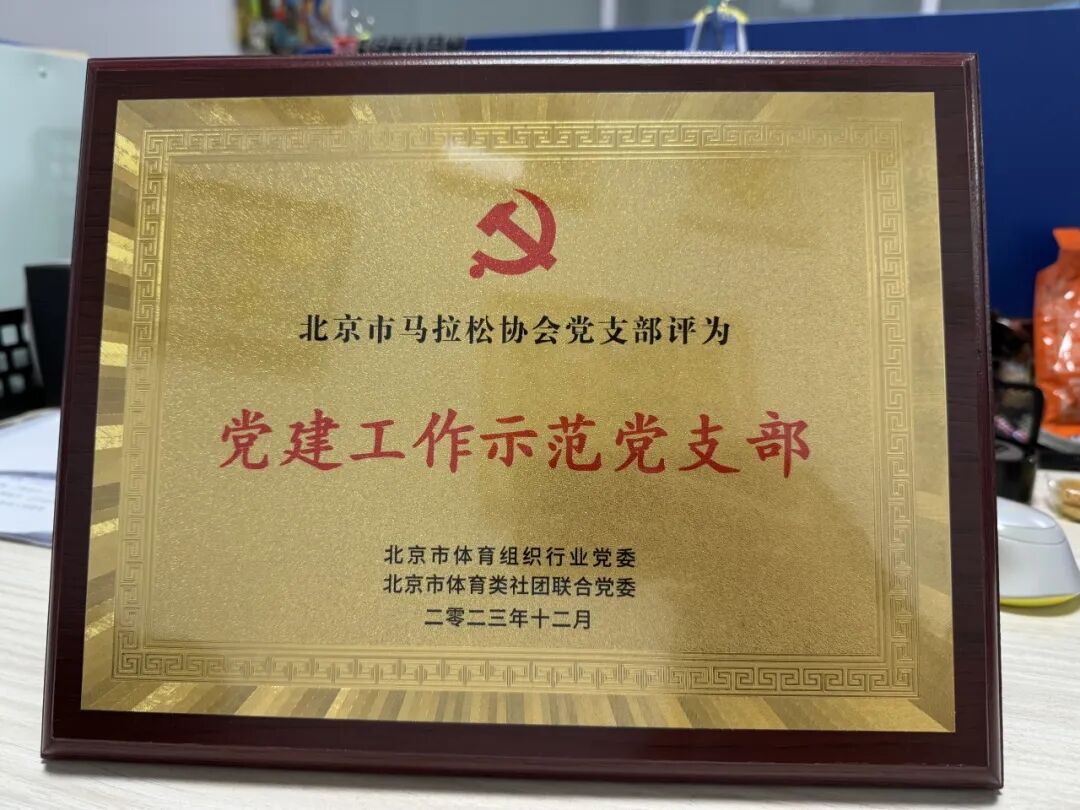 北京市马拉松协会党支部评为
党建工作示范党支部
北京市体育组织行业党委
北京市体育类社团联合党委
二零二三年十二月